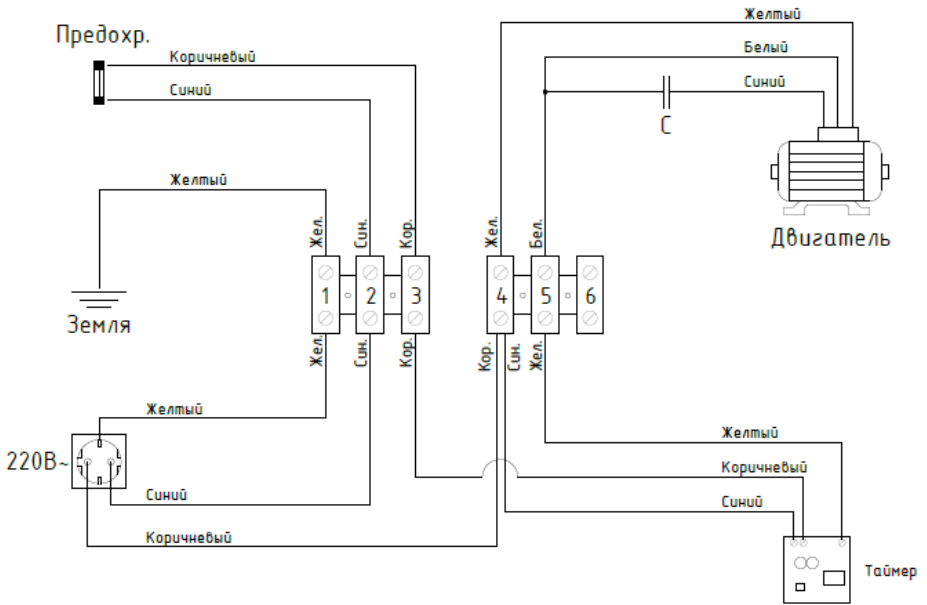 Желтый
Предохр.
Белый
Коричневый
Синий
Синий
C
Желтый
Двигатель
Жел.
Син.
Кор.
Жел.
Бел.
1
2
3
4
5
6
Земля
Жел.
Син.
Кор.
Кор.
Син.
Жел.
Желтый
Желтый
220В~
Коричневый
Синий
Синий
Коричневый
Таймер